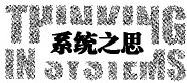 THINKING
系统之思
IN SYSTEMS